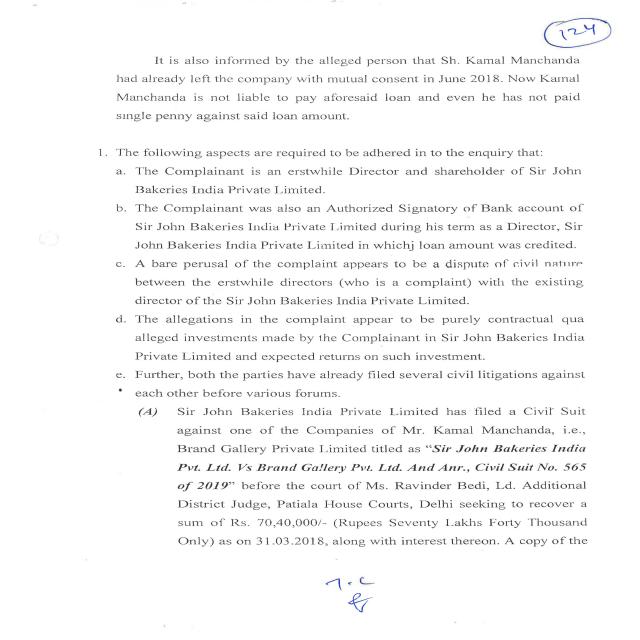 124
It is also informed by the alleged person that Sh. Kamal Manchanda
had already left the company with mutual consent in June 2018. Now Kamal
Manchanda is not liable to pay aforesaid loan and even he has not paid
single penny against said loan amount.
1. The following aspects are required to be adhered in to the enquiry that:
a. The Complainant is an erstwhile Director and shareholder of Sir John
Bakeries India Private Limited.
b. The Complainant was also an Authorized Signatory of Bank account of
Sir John Bakeries India Private Limited during his term as a Director, Sir
John Bakeries India Private Limited in whichj loan amount was credited.
c. A bare perusal of the complaint appears to be a dispute of civil nature
between the erstwhile directors (who is a complaint) with the existing
director of the Sir John Bakeries India Private Limited.
d. The allegations in the complaint appear to be purely contractual qua
alleged investments made by the Complainant in Sir John Bakeries India
Private Limited and expected returns on such investment.
e. Further, both the parties have already filed several civil litigations against
each other before various forums.
(A) Sir John Bakeries India Private Limited has filed a Civil Suit
against one of the Companies of Mr. Kamal Manchanda, i.e.,
Brand Gallery Private Limited titled as “Sir John Bakeries India
Pvt. Ltd. Vs Brand Gallery Pvt. Ltd. And Anr., Civil Suit No. 565
of 2019” before the court of Ms. Ravinder Bedi, Ld. Additional
District Judge, Patiala House Courts, Delhi seeking to recover a
sum of Rs. 70,40,000/- (Rupees Seventy Lakhs Forty Thousand
Only) as on 31.03.2018, along with interest thereon. A copy of the
T.C